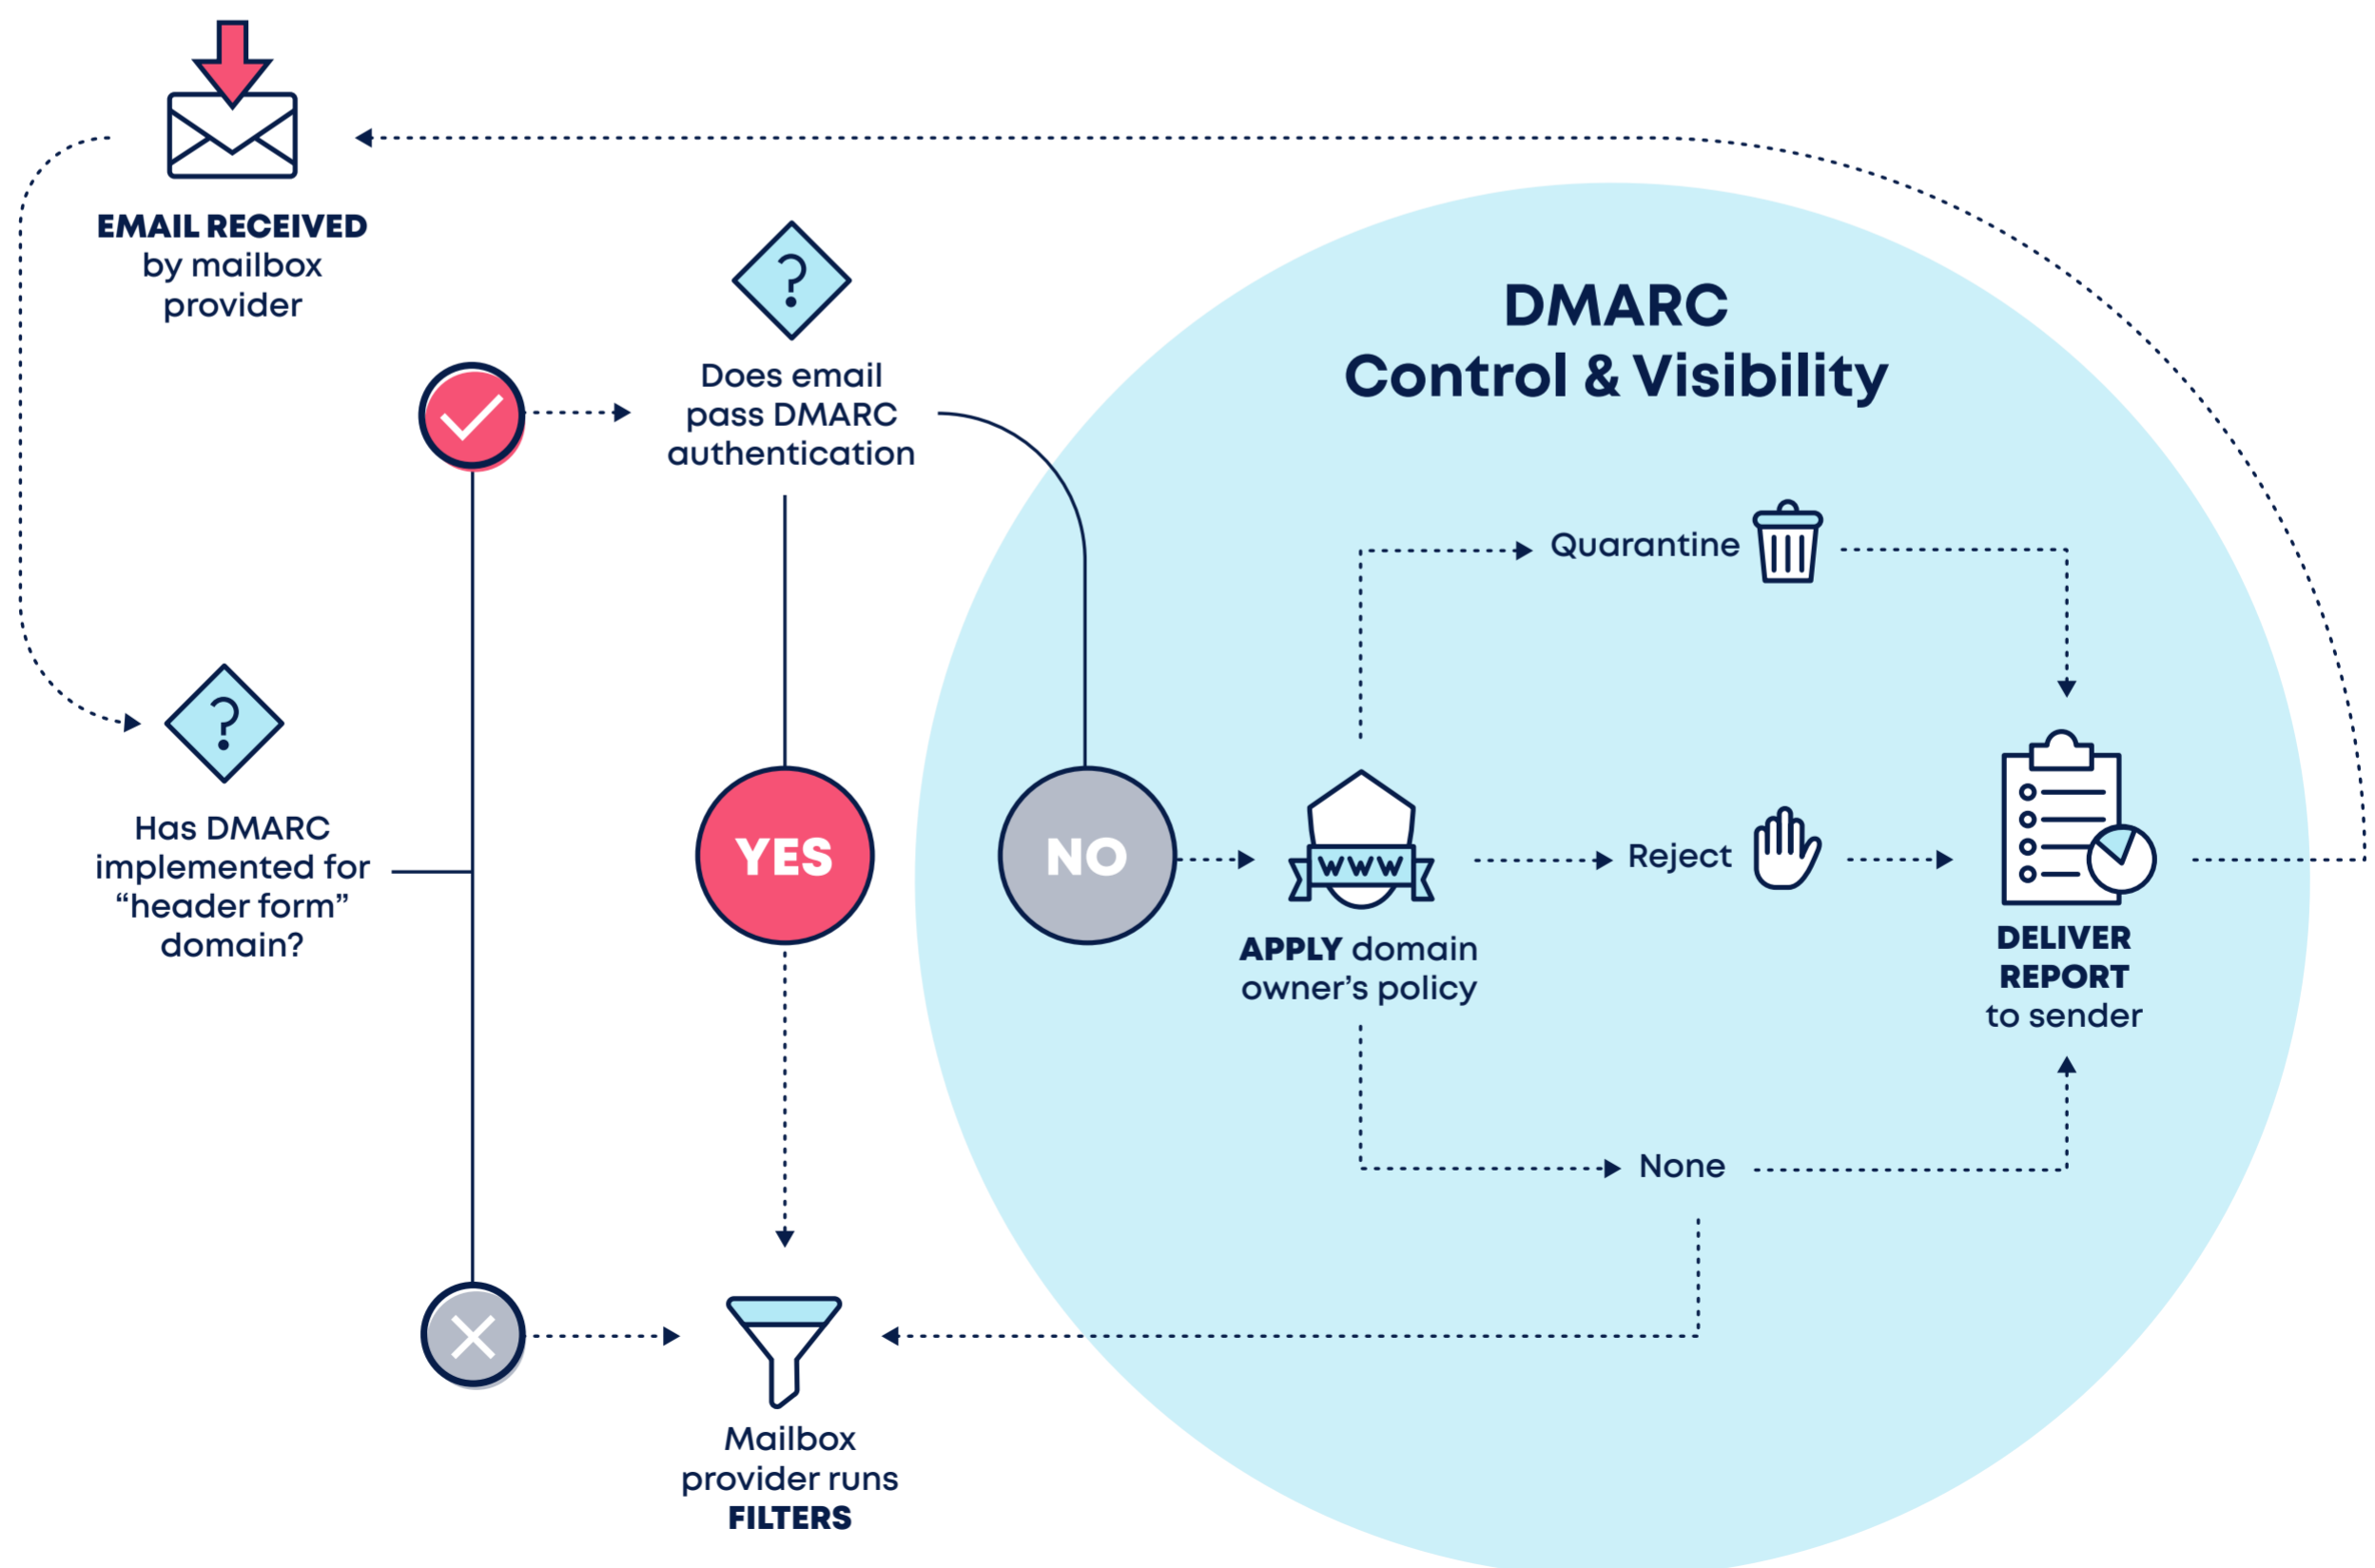 EMAIL RECEIVED
by mailbox
provider
Does email
pass DMARC
authentication
DMARC
Control & Visibility
Quarantine
Has DMARC
implemented for
“header form”
domain?
YES
NO
WWW
APPLY domain
owner’s policy
Reject
DELIVER
REPORT
to sender
None
Mailbox
provider runs
FILTERS